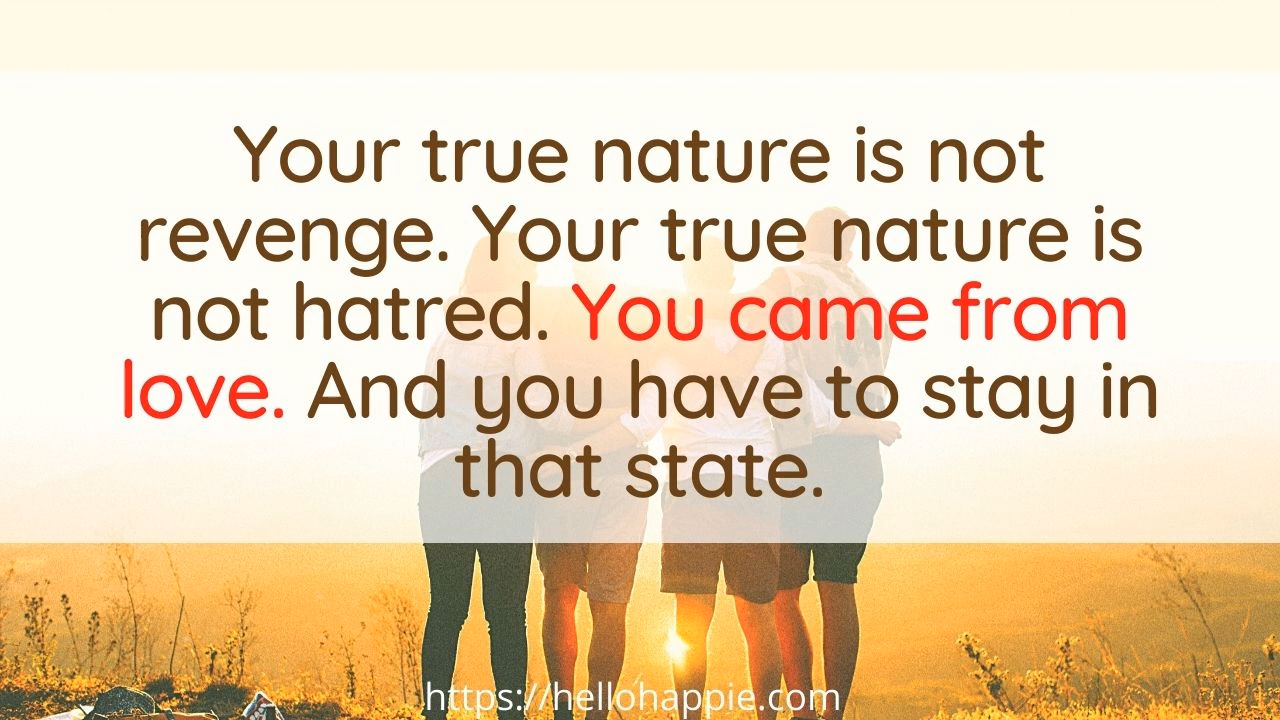 Your true nature is not
revenge. Your true nature is
not hatred. You came from
love. And you have to stay in
that state.
https://hellohappie.com